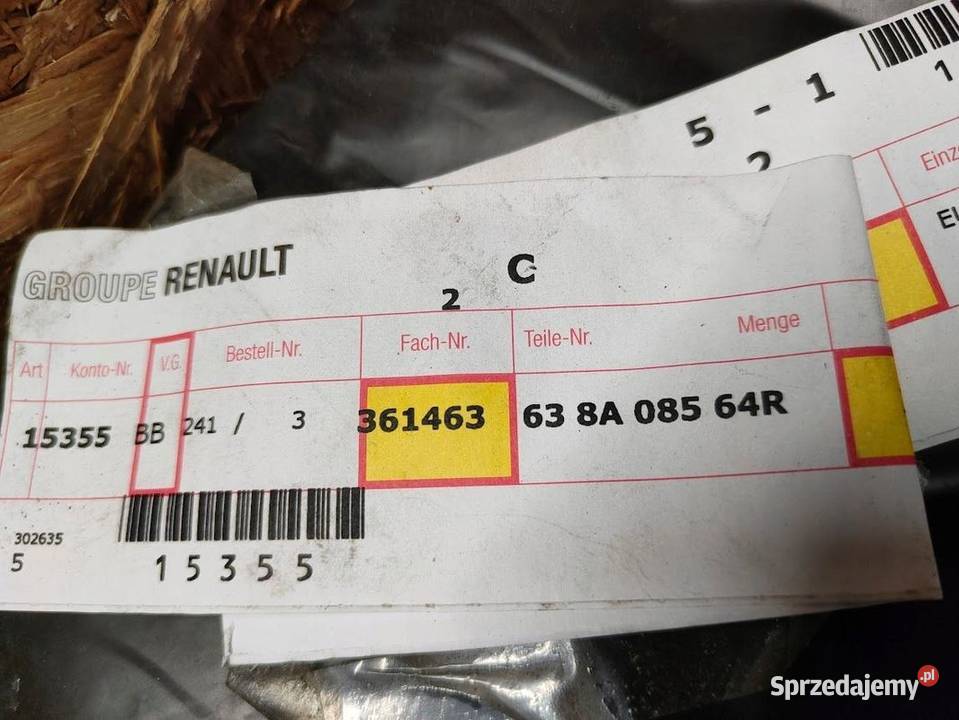 5 - 1
1
2
Einz
GROUPE RENAULT
2 C
Art Konto-Nr. V.G. Bestell-Nr. Fach-Nr. Teile-Nr. Menge
15355 BB 241 / 3 361463 63 8A 085 64R
302635
5
15355
Sprzedajemy.pl